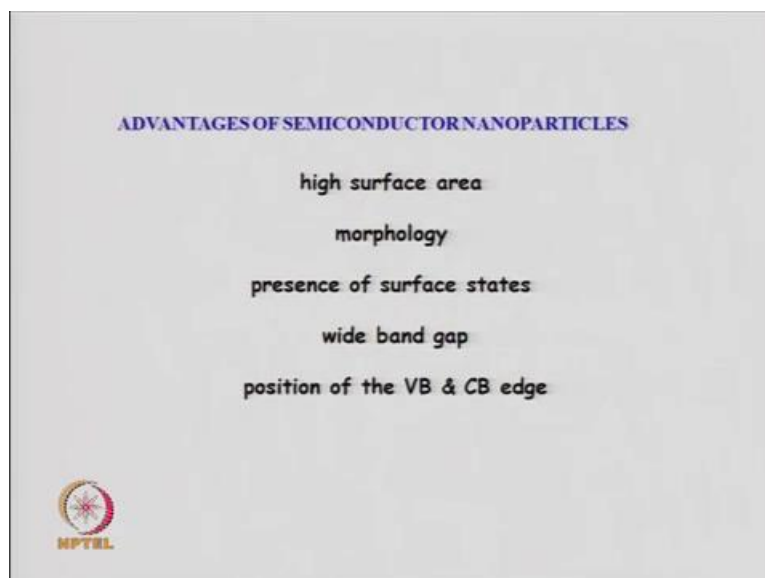 ADVANTAGES OF SEMICONDUCTOR NANOPARTICLES
high surface area
morphology
presence of surface states
wide band gap
position of the VB & CB edge
NPTEL